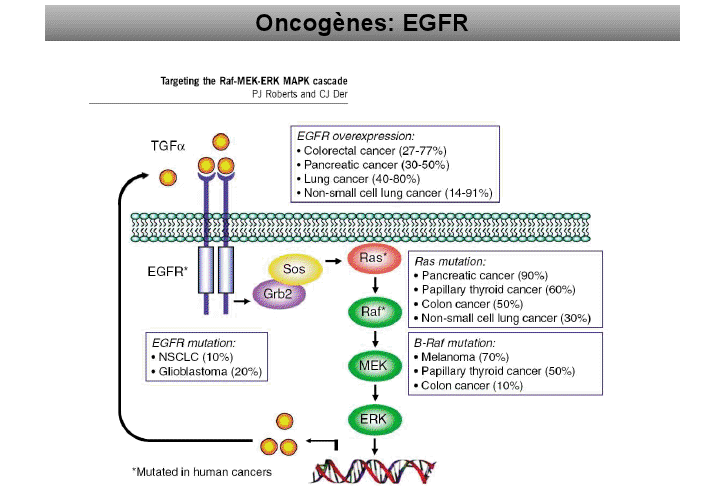 Oncogènes: EGFR
Targeting the Raf-MEK-ERK MAPK cascade
PJ Roberts and CJ Der
TGFα
EGFR overexpression:
• Colorectal cancer (27-77%)
• Pancreatic cancer (30-50%)
• Lung cancer (40-80%)
• Non-small cell lung cancer (14-91%)
EGFR*
Sos
Grb2
Ras*
Raf*
MEK
ERK
Ras mutation:
• Pancreatic cancer (90%)
• Papillary thyroid cancer (60%)
• Colon cancer (50%)
• Non-small cell lung cancer (30%)
EGFR mutation:
• NSCLC (10%)
• Glioblastoma (20%)
B-Raf mutation:
• Melanoma (70%)
• Papillary thyroid cancer (50%)
• Colon cancer (10%)
*Mutated in human cancers